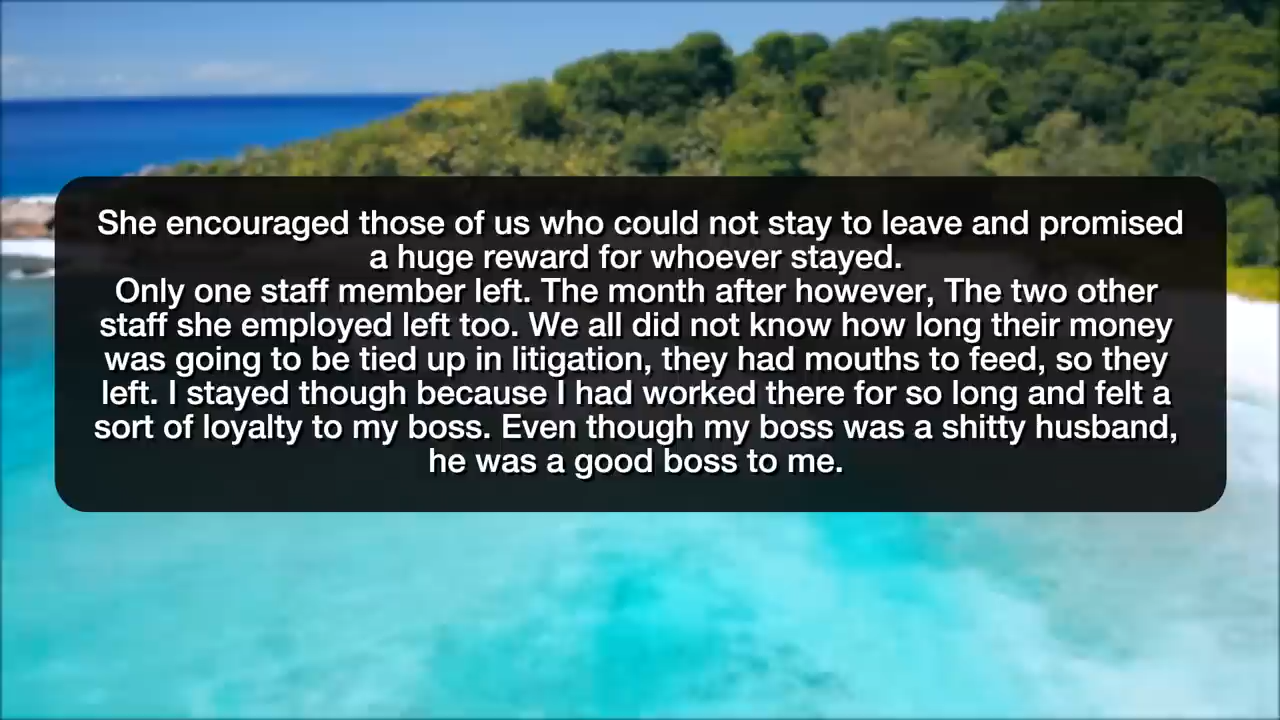 She encouraged those of us who could not stay to leave and promised
a huge reward for whoever stayed.
Only one staff member left. The month after however, The two other
staff she employed left too. We all did not know how long their money
was going to be tied up in litigation, they had mouths to feed, so they
left. I stayed though because I had worked there for so long and felt a
sort of loyalty to my boss. Even though my boss was a shitty husband,
he was a good boss to me.